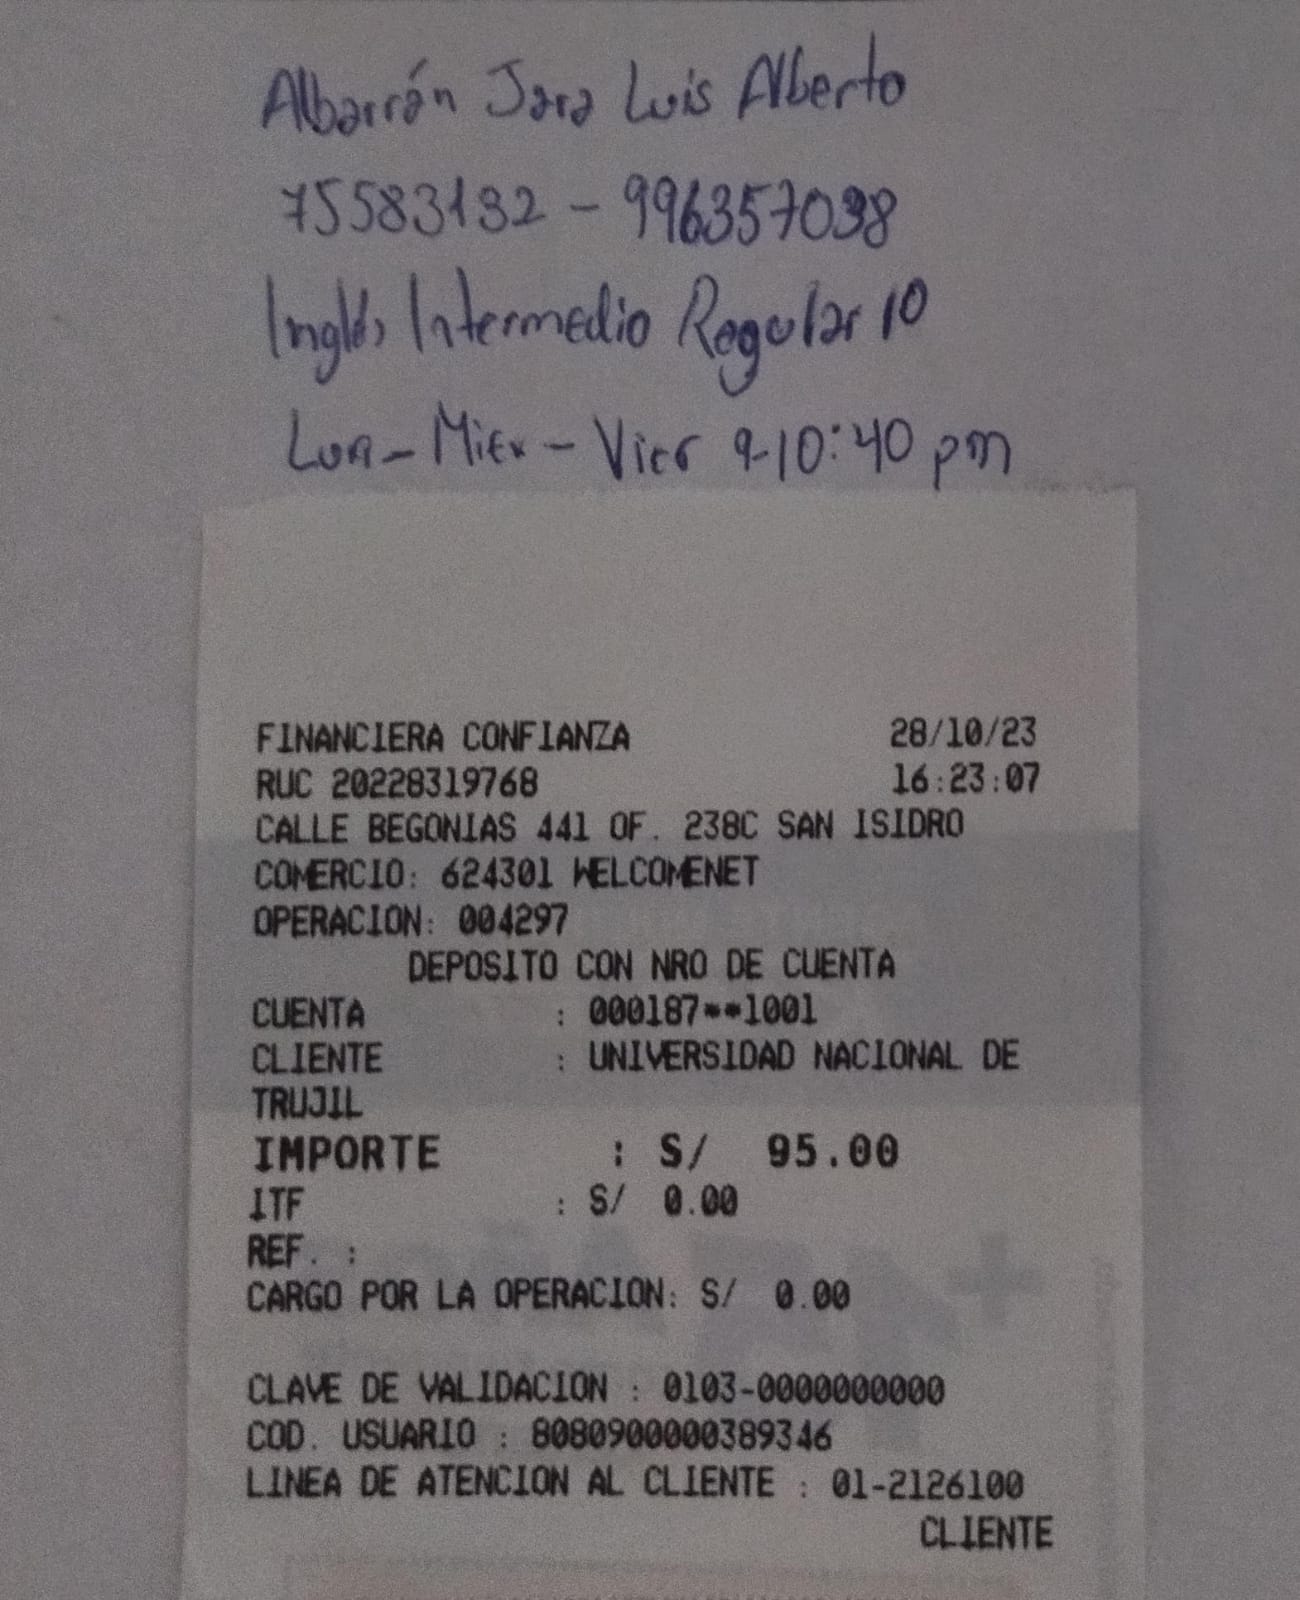 Albarrán Jara Luis Alberto
75583132 - 996357038
Inglés Intermedio Regular 10
Lun - Mier - Vier 9-10:40 pm
FINANCIERA CONFIANZA 28/10/23
RUC 20228319768 16:23:07
CALLE BEGONIAS 441 OF. 238C SAN ISIDRO
COMERCIO: 624301 WELCOMENET
OPERACION: 004297
DEPOSITO CON NRO DE CUENTA
CUENTA : 000187**1001
CLIENTE : UNIVERSIDAD NACIONAL DE
TRUJIL
IMPORTE : S/ 95.00
ITF : S/ 0.00
REF. :
CARGO POR LA OPERACION: S/ 0.00
CLAVE DE VALIDACION : 0103-0000000000
COD. USUARIO : 8080900000389346
LINEA DE ATENCION AL CLIENTE : 01-2126100
CLIENTE